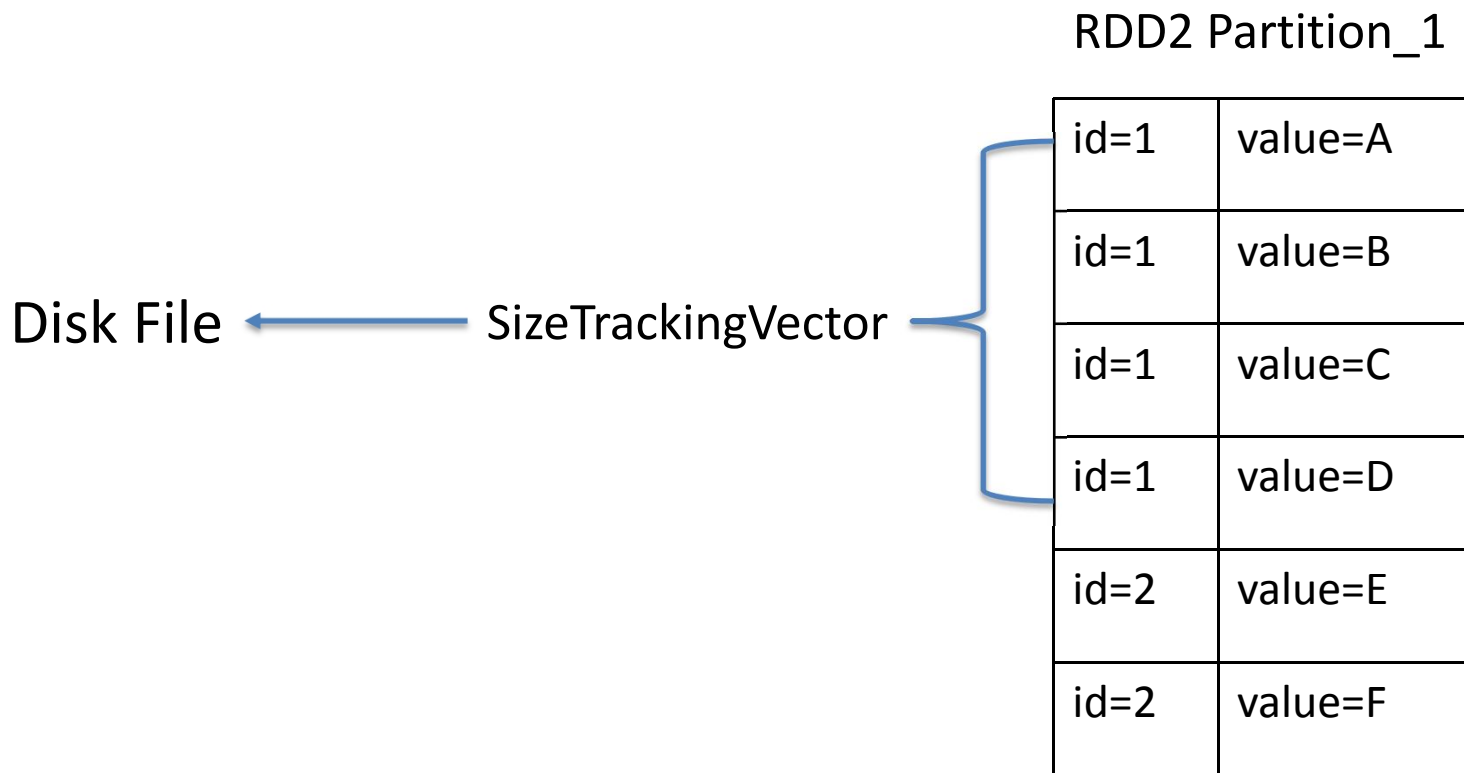 RDD2 Partition_1
id=1 value=A
id=1 value=B
Disk File SizeTrackingVector
id=1 value=C
id=1 value=D
id=2 value=E
id=2 value=F